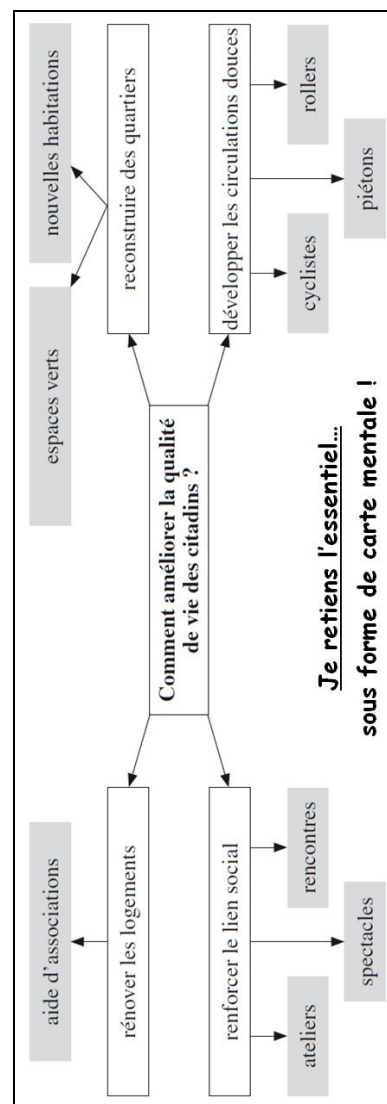 aide d'associations
espaces verts
nouvelles habitations
rénover les logements
reconstruire des quartiers
Comment améliorer la qualité
de vie des citadins ?
renforcer le lien social
développer les circulations douces
ateliers
rencontres
cyclistes
rollers
spectacles
piétons
Je retiens l'essentiel...
sous forme de carte mentale !